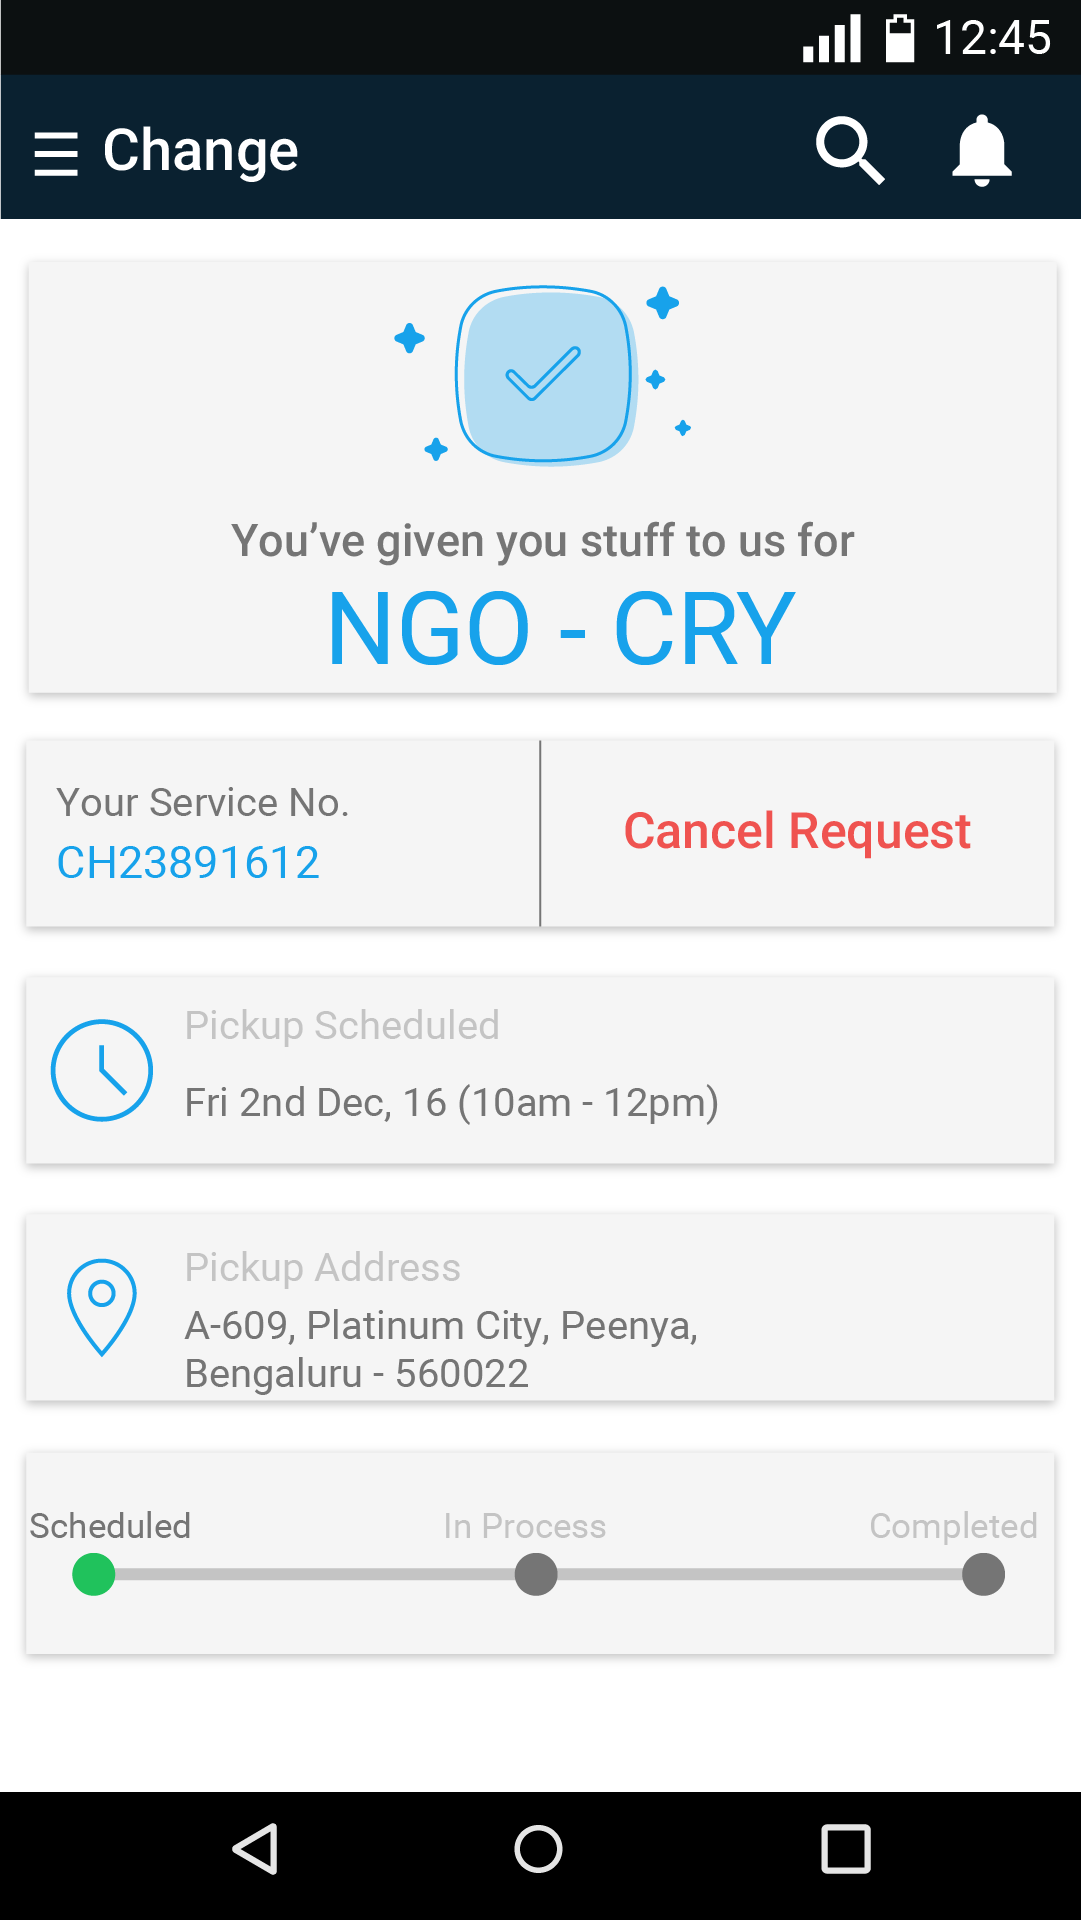 12:45
Change
You’ve given you stuff to us for
NGO - CRY
Your Service No.
CH23891612
Cancel Request
Pickup Scheduled
Fri 2nd Dec, 16 (10am - 12pm)
Pickup Address
A-609, Platinum City, Peenya,
Bengaluru - 560022
Scheduled In Process Completed